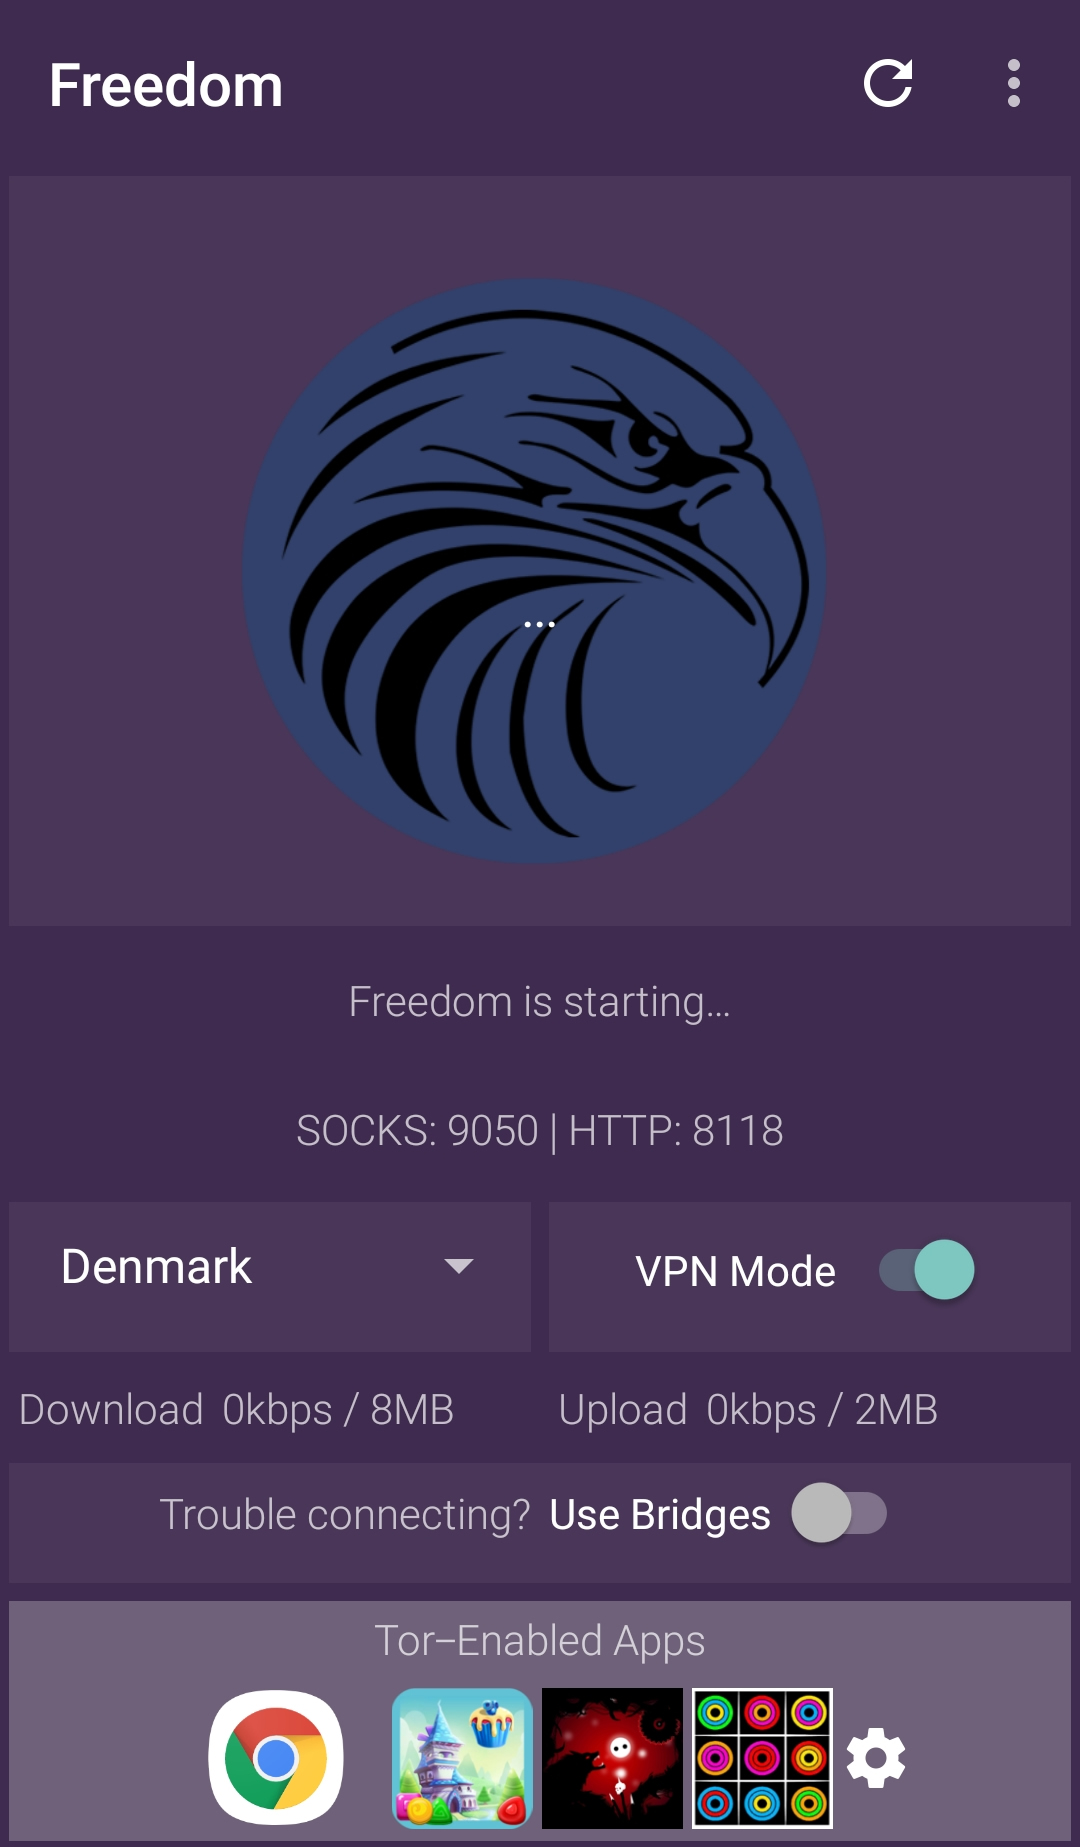 Freedom
...
Freedom is starting...
SOCKS: 9050 | HTTP: 8118
Denmark
VPN Mode
Download 0kbps / 8MB
Upload 0kbps / 2MB
Trouble connecting? Use Bridges
Tor-Enabled Apps